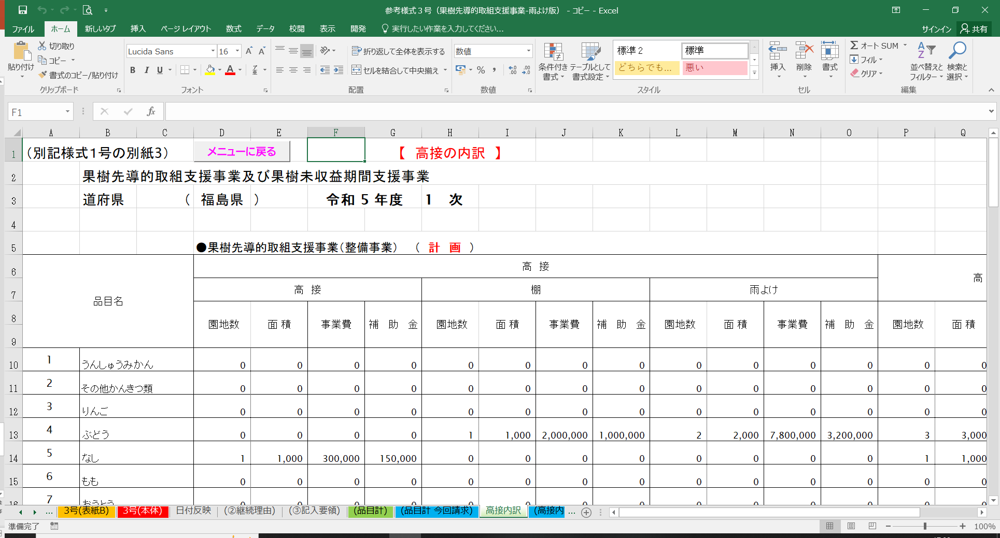 参考様式３号（果樹先導的取組支援事業-雨よけ版） - コピー - Excel
ファイル ホーム 新しいタブ 挿入 ページ レイアウト 数式 データ 校閲 表示 開発 実行したい作業を入力してください... サインイン 共有
貼り付け 切り取り コピー 書式のコピー/貼り付け
Lucida Sans 16 A A
B I U A
折り返して全体を表示する
セルを結合して中央揃え
数値
% ,
条件付き書式 テーブルとして書式設定
標準 2 標準
どちらでも... 悪い
挿入 削除 書式
Σ オート SUM
フィル
クリア
並べ替えとフィルター 検索と選択
クリップボード フォント 配置 数値 スタイル セル 編集
F1 fx
A B C D E F G H I J K L M N O P Q
1 （別記様式１号の別紙3） メニューに戻る 【 高接の内訳 】
2 果樹先導的取組支援事業及び果樹未収益期間支援事業
3 道府県 （ 福島県 ） 令和 5 年度 1 次
4
5 ●果樹先導的取組支援事業（整備事業） （ 計 画 ）
6 高 接
7 高 接 棚 雨よけ 高
品目名
8 園地数 面 積 事業費 補 助 金 園地数 面 積 事業費 補 助 金 園地数 面 積 事業費 補 助 金 園地数 面 積
9
10 1 うんしゅうみかん 0 0 0 0 0 0 0 0 0 0 0 0 0 0
11 2 その他かんきつ類 0 0 0 0 0 0 0 0 0 0 0 0 0 0
12 3 りんご 0 0 0 0 0 0 0 0 0 0 0 0 0 0
13 4 ぶどう 0 0 0 0 1 1,000 2,000,000 1,000,000 2 2,000 7,800,000 3,200,000 3 3,000
14 5 なし 1 1,000 300,000 150,000 0 0 0 0 0 0 0 0 1 1,000
15 6 もも 0 0 0 0 0 0 0 0 0 0 0 0 0 0
16 7 おうとう 0 0 0 0 0 0 0 0 0 0 0 0 0 0
... 3号(表紙B) 3号(本体) 日付反映 (②継続理由) (③記入要領) (品目計) (品目計 今回請求) 高接内訳 (高接内 ...
準備完了 100%